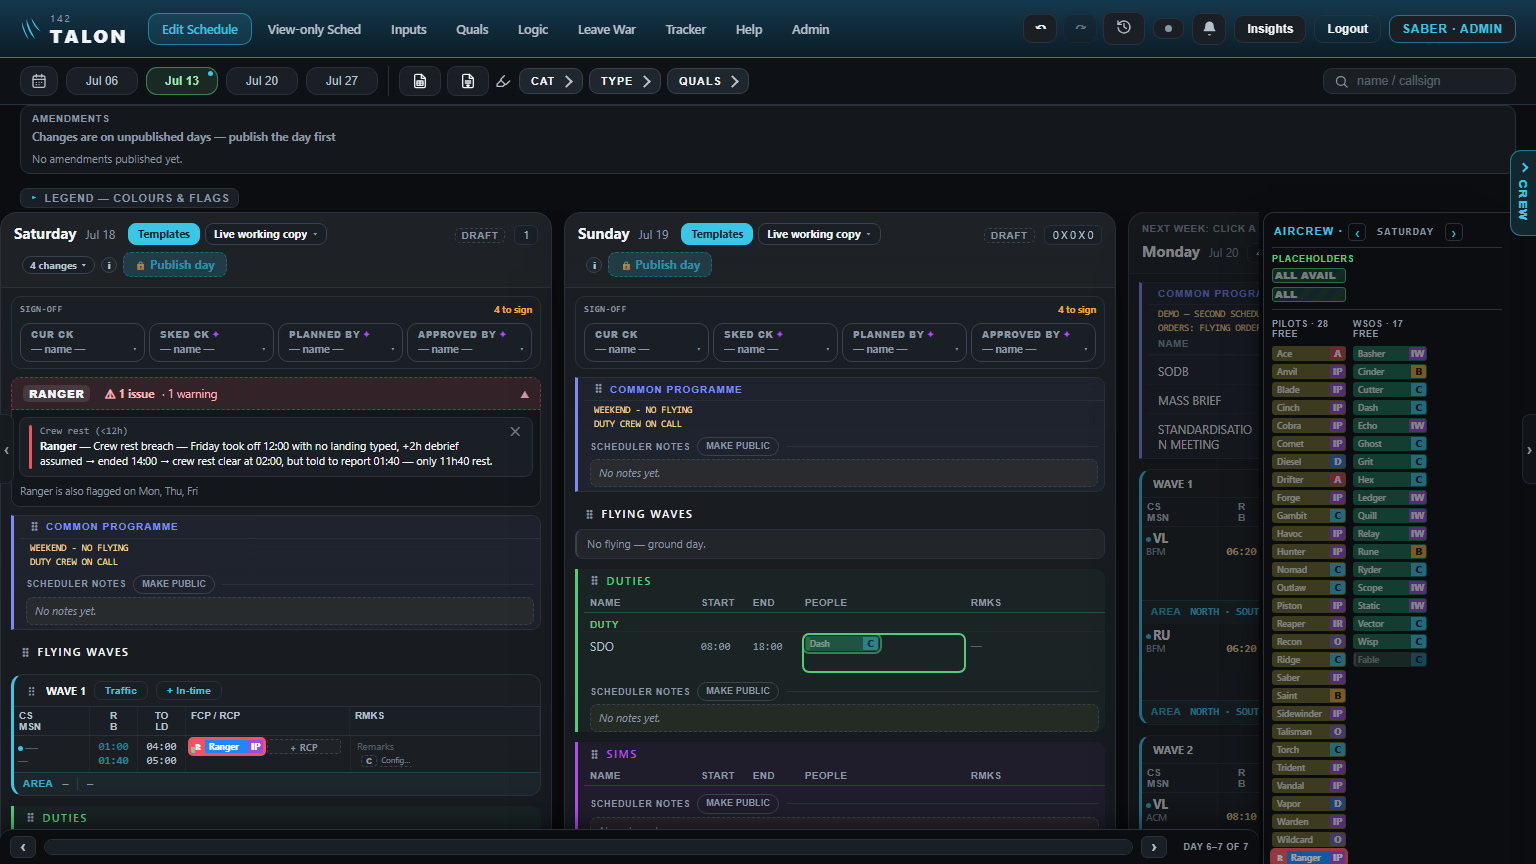 142
TALON
Edit Schedule
View-only Sched
Inputs
Quals
Logic
Leave War
Tracker
Help
Admin
Insights
Logout
SABER · ADMIN
Jul 06
Jul 13
Jul 20
Jul 27
CAT
TYPE
QUALS
name / callsign
AMENDMENTS
Changes are on unpublished days — publish the day first
No amendments published yet.
LEGEND — COLOURS & FLAGS
CREW
Saturday Jul 18 Templates Live working copy DRAFT 1
4 changes i Publish day
SIGN-OFF 4 to sign
CUR CK SKED CK PLANNED BY APPROVED BY
— name — — name — — name — — name —
RANGER 1 issue · 1 warning
Crew rest (<12h)
Ranger — Crew rest breach — Friday took off 12:00 with no landing typed, +2h debrief
assumed → ended 14:00 → crew rest clear at 02:00, but told to report 01:40 — only 11h40 rest.
Ranger is also flagged on Mon, Thu, Fri
COMMON PROGRAMME
WEEKEND - NO FLYING
DUTY CREW ON CALL
SCHEDULER NOTES MAKE PUBLIC
No notes yet.
FLYING WAVES
WAVE 1 Traffic + In-time
CS R TO FCP / RCP RMKS
MSN B LD
— 01:00 04:00 R Ranger IP + RCP Remarks
— 01:40 05:00 C Config...
AREA — —
DUTIES
Sunday Jul 19 Templates Live working copy DRAFT 0X0X0
i Publish day
SIGN-OFF 4 to sign
CUR CK SKED CK PLANNED BY APPROVED BY
— name — — name — — name — — name —
COMMON PROGRAMME
WEEKEND - NO FLYING
DUTY CREW ON CALL
SCHEDULER NOTES MAKE PUBLIC
No notes yet.
FLYING WAVES
No flying — ground day.
DUTIES
NAME START END PEOPLE RMKS
DUTY
SDO 08:00 18:00 Dash C —
SCHEDULER NOTES MAKE PUBLIC
No notes yet.
SIMS
NAME START END PEOPLE RMKS
SCHEDULER NOTES MAKE PUBLIC
NEXT WEEK: CLICK A
Monday Jul 20
COMMON PROGRA
DEMO — SECOND SCHEDU
ORDERS: FLYING ORDER
NAME
SODB
MASS BRIEF
STANDARDISATIO
N MEETING
WAVE 1
CS R
MSN B
VL
BFM 06:20
AREA NORTH · SOUT
RU
BFM 06:20
AREA NORTH · SOUT
WAVE 2
CS R
MSN B
VL
ACM 08:10
AIRCREW · SATURDAY
PLACEHOLDERS
ALL AVAIL
ALL
PILOTS · 28 WSOS · 17
FREE FREE
Ace A Basher IW
Anvil IP Cinder B
Blade IP Cutter C
Cinch IP Dash C
Cobra IP Echo IW
Comet IP Ghost C
Diesel D Grit C
Drifter A Hex C
Forge IP Ledger IW
Gambit C Quill IW
Havoc IP Relay IW
Hunter IP Rune B
Nomad C Ryder C
Outlaw C Scope IW
Piston IP Static IW
Reaper IR Vector C
Recon O Wisp C
Ridge C Fable C
Saber IP
Saint B
Sidewinder IP
Talisman O
Torch C
Trident IP
Vandal IP
Vapor D
Warden IP
Wildcard O
R Ranger IP
DAY 6–7 OF 7